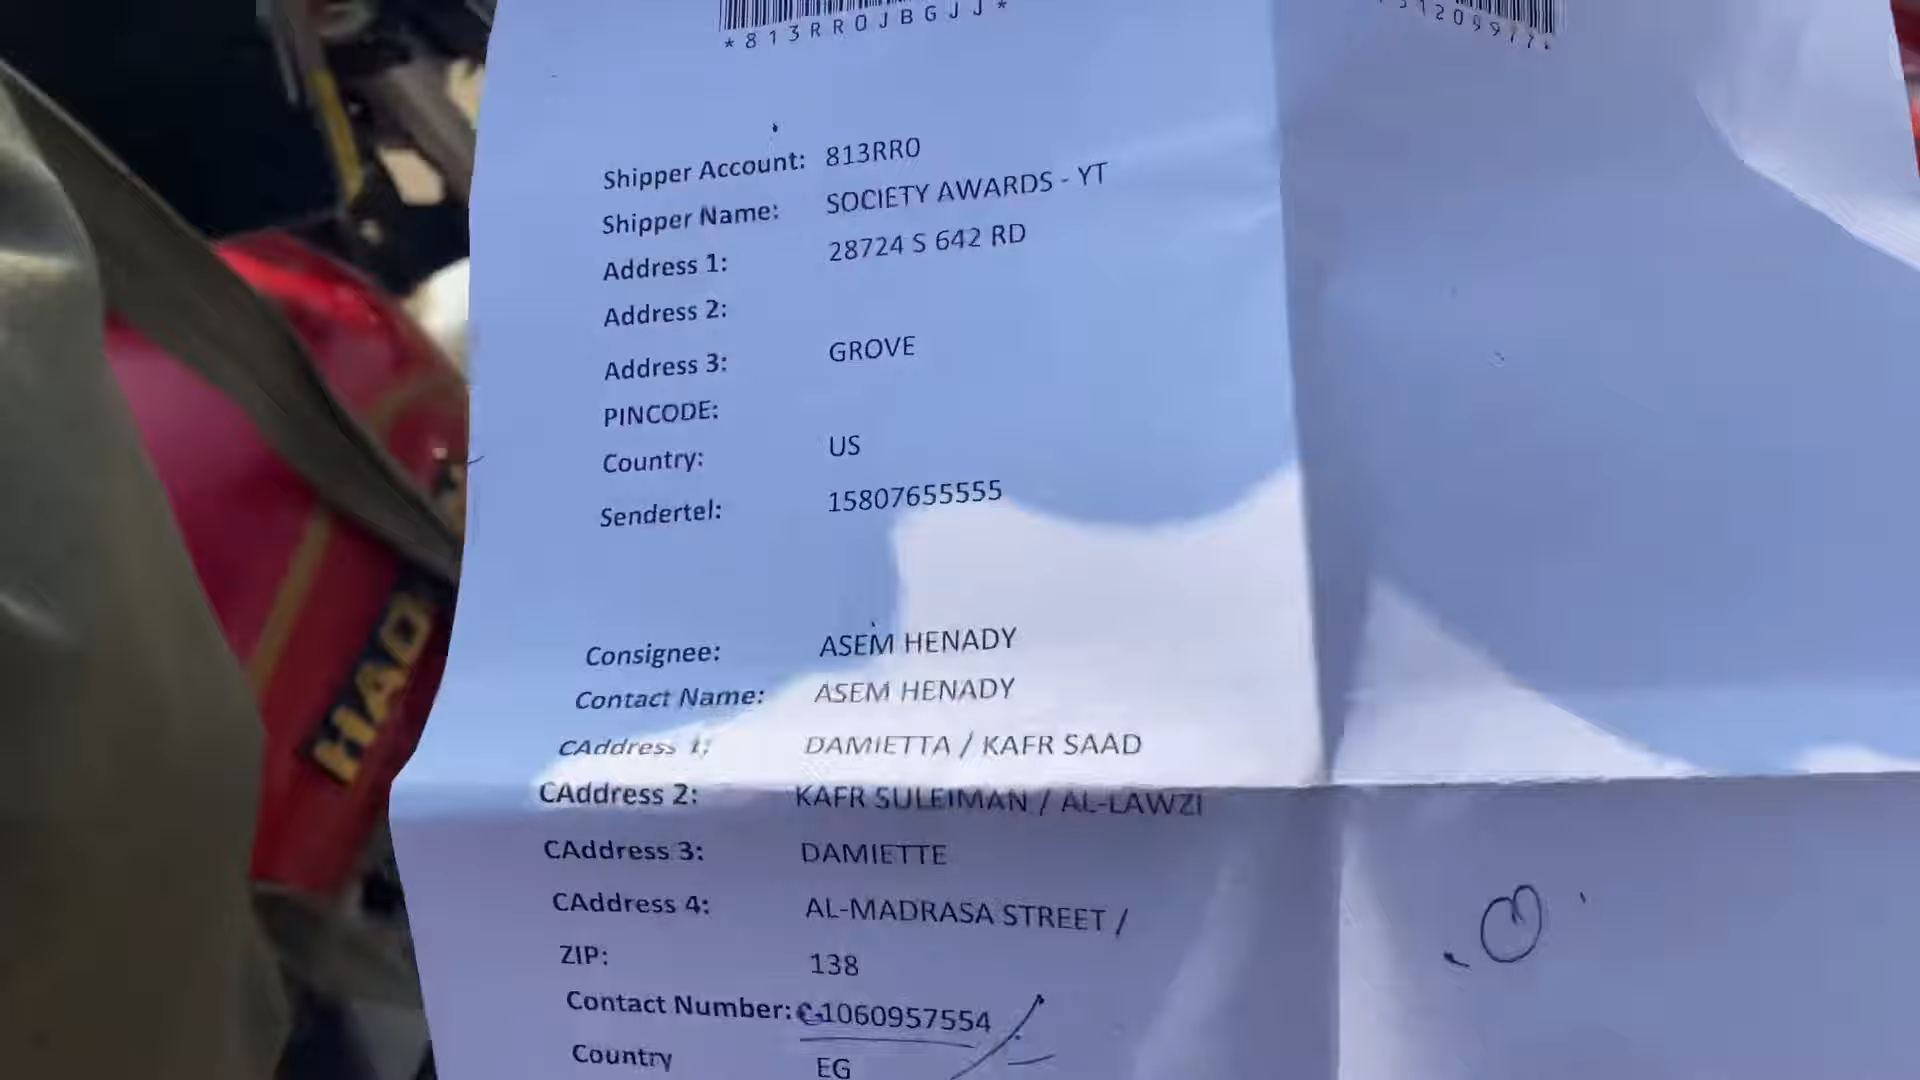 *813RR0JBGJJ*
Shipper Account: 813RR0
Shipper Name: SOCIETY AWARDS - YT
Address 1: 28724 S 642 RD
Address 2:
Address 3: GROVE
PINCODE:
Country: US
Sendertel: 15807655555
Consignee: ASEM HENADY
Contact Name: ASEM HENADY
CAddress 1: DAMIETTA / KAFR SAAD
CAddress 2: KAFR SULEIMAN / AL-LAWZI
CAddress 3: DAMIETTE
CAddress 4: AL-MADRASA STREET /
ZIP: 138
Contact Number: 1060957554
Country EG